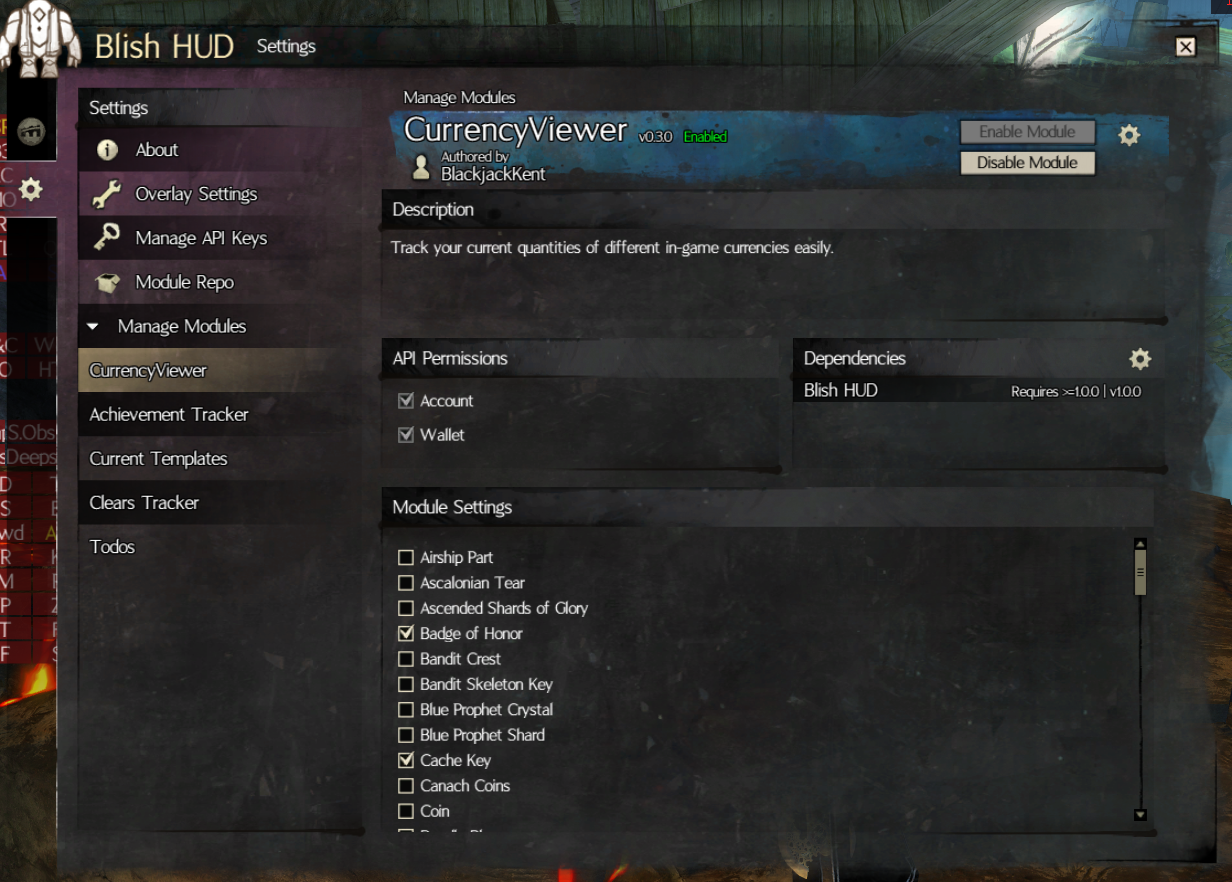 Blish HUD Settings
Settings
About
Overlay Settings
Manage API Keys
Module Repo
Manage Modules
CurrencyViewer
Achievement Tracker
Current Templates
Clears Tracker
Todos
Manage Modules
CurrencyViewer v0.3.0 Enabled
Authored by
BlackjackKent
Enable Module
Disable Module
Description
Track your current quantities of different in-game currencies easily.
API Permissions
Account
Wallet
Dependencies
Blish HUD Requires >=1.0.0 | v1.0.0
Module Settings
Airship Part
Ascalonian Tear
Ascended Shards of Glory
Badge of Honor
Bandit Crest
Bandit Skeleton Key
Blue Prophet Crystal
Blue Prophet Shard
Cache Key
Canach Coins
Coin